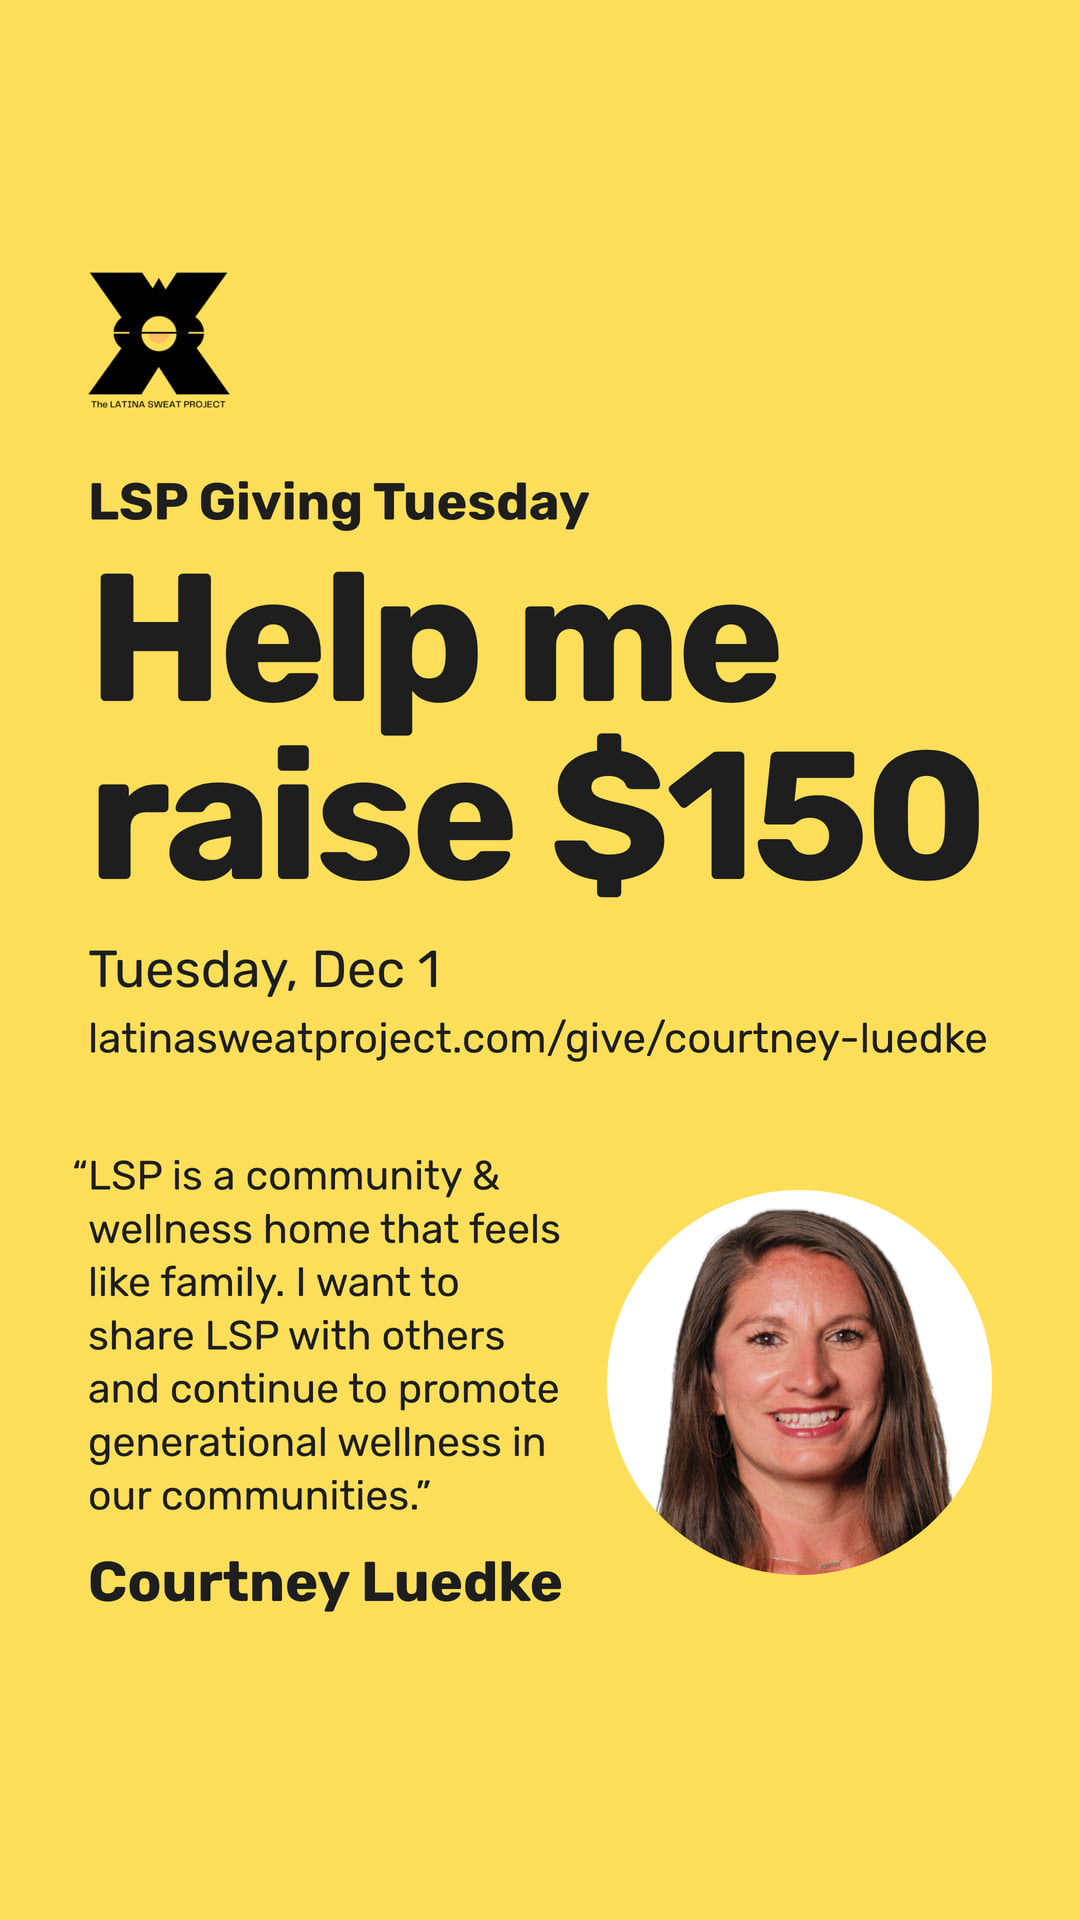 The LATINA SWEAT PROJECT
LSP Giving Tuesday
Help me
raise $150
Tuesday, Dec 1
latinasweatproject.com/give/courtney-luedke
“LSP is a community &
wellness home that feels
like family. I want to
share LSP with others
and continue to promote
generational wellness in
our communities.”
Courtney Luedke